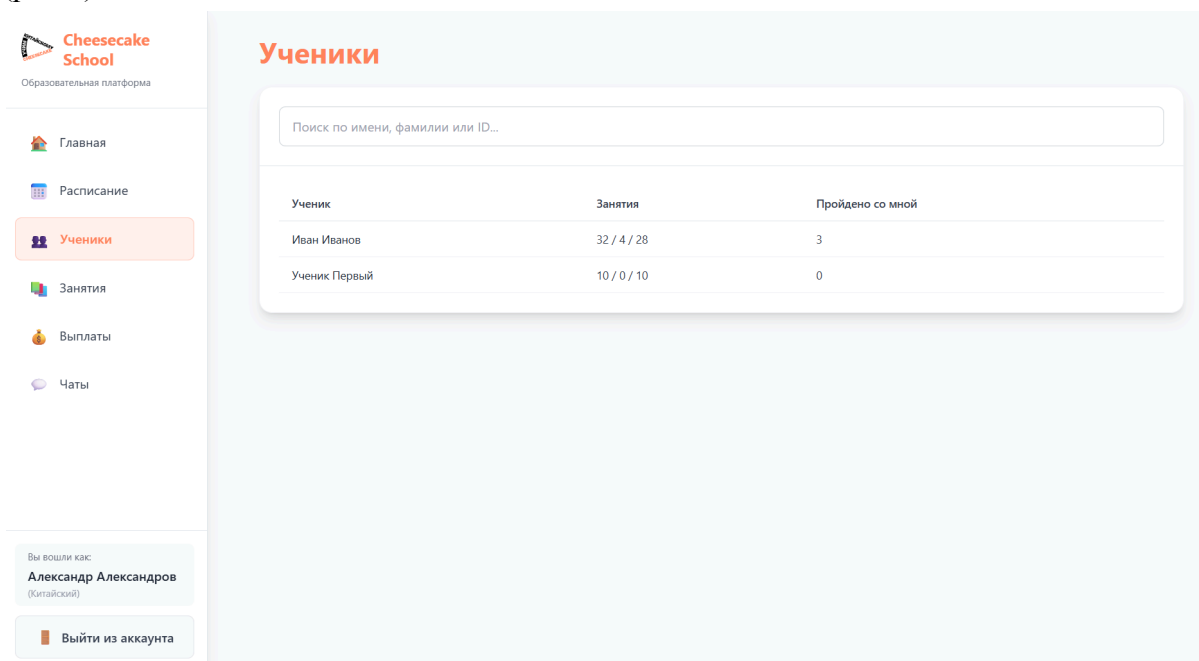 Cheesecake
School
Образовательная платформа
Главная
Расписание
Ученики
Занятия
Выплаты
Чаты
Вы вошли как:
Александр Александров
(Китайский)
Выйти из аккаунта
Ученики
Поиск по имени, фамилии или ID...
Ученик Занятия Пройдено со мной
Иван Иванов 32 / 4 / 28 3
Ученик Первый 10 / 0 / 10 0